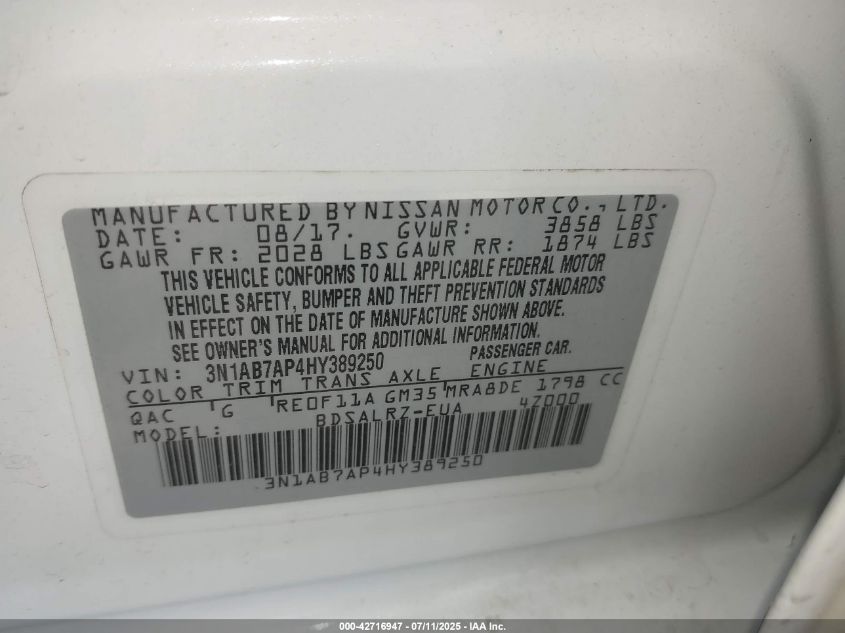 MANUFACTURED BY NISSAN MOTOR CO., LTD.
DATE: 08/17. GVWR: 3858 LBS
GAWR FR: 2028 LBS GAWR RR: 1874 LBS
THIS VEHICLE CONFORMS TO ALL APPLICABLE FEDERAL MOTOR
VEHICLE SAFETY, BUMPER AND THEFT PREVENTION STANDARDS
IN EFFECT ON THE DATE OF MANUFACTURE SHOWN ABOVE.
SEE OWNER'S MANUAL FOR ADDITIONAL INFORMATION.
VIN: 3N1AB7AP4HY389250 PASSENGER CAR.
COLOR TRIM TRANS AXLE ENGINE
QAC G RE0F11A GM35 MRA8DE 1798 CC
MODEL: BDSALRZ-EUA 4Z000
3N1AB7AP4HY389250
000-42716947 - 07/11/2025 - IAA Inc.